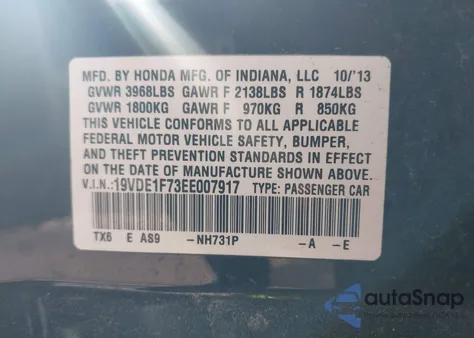 MFD. BY HONDA MFG. OF INDIANA, LLC 10/'13
GVWR 3968LBS GAWR F 2138LBS R 1874LBS
GVWR 1800KG GAWR F 970KG R 850KG
THIS VEHICLE CONFORMS TO ALL APPLICABLE
FEDERAL MOTOR VEHICLE SAFETY, BUMPER,
AND THEFT PREVENTION STANDARDS IN EFFECT
ON THE DATE OF MANUFACTURE SHOWN ABOVE.
V.I.N.:19VDE1F73EE007917 TYPE: PASSENGER CAR
TX6 E AS9 -NH731P -A -E
autoSnap